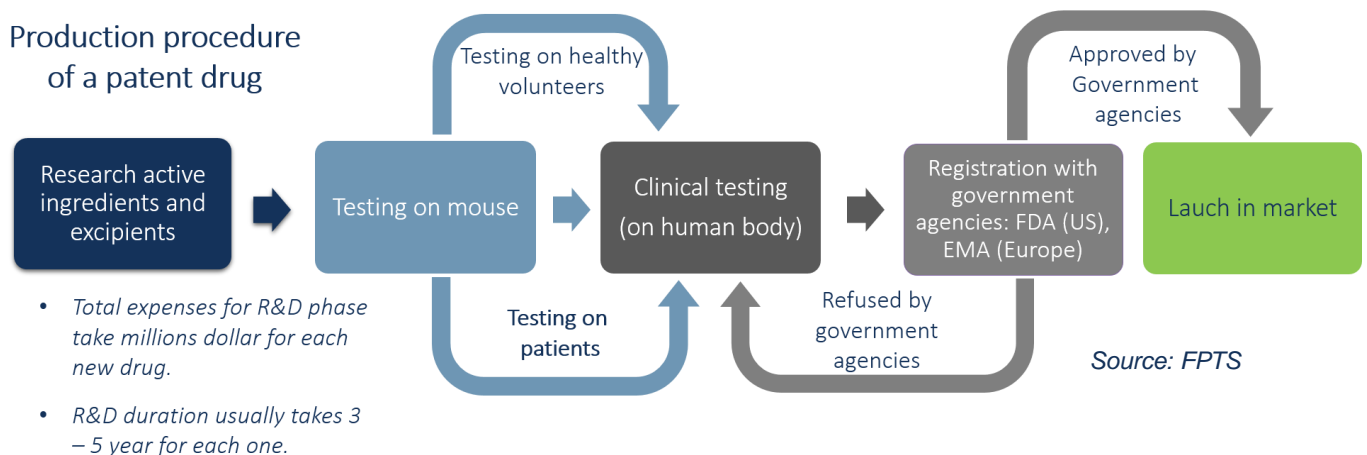 Production procedure
of a patent drug
Testing on healthy
volunteers
Approved by
Government
agencies
Research active
ingredients and
excipients
Testing on mouse
Clinical testing
(on human body)
Registration with
government
agencies: FDA (US),
EMA (Europe)
Lauch in market
• Total expenses for R&D phase
take millions dollar for each
new drug.
• R&D duration usually takes 3
– 5 year for each one.
Testing on
patients
Refused by
government
agencies
Source: FPTS